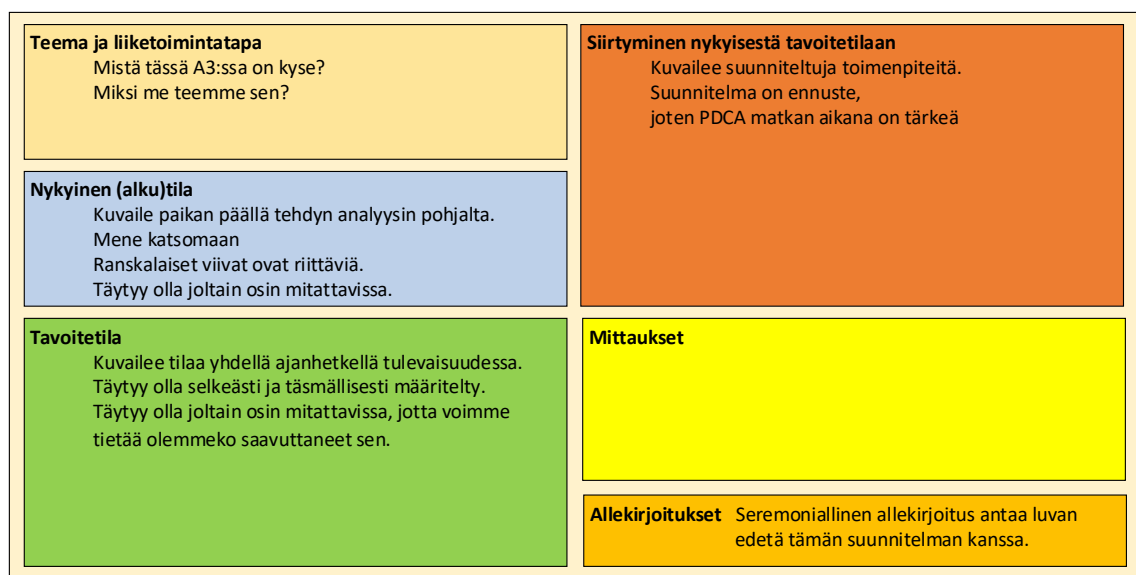 Teema ja liiketoimintatapa
Mistä tässä A3:ssa on kyse?
Miksi me teemme sen?
Nykyinen (alku)tila
Kuvaile paikan päällä tehdyn analyysin pohjalta.
Mene katsomaan
Ranskalaiset viivat ovat riittäviä.
Täytyy olla joltain osin mitattavissa.
Tavoitetila
Kuvailee tilaa yhdellä ajanhetkellä tulevaisuudessa.
Täytyy olla selkeästi ja täsmällisesti määritelty.
Täytyy olla joltain osin mitattavissa, jotta voimme
tietää olemmeko saavuttaneet sen.
Siirtyminen nykyisestä tavoitetilaan
Kuvailee suunniteltuja toimenpiteitä.
Suunnitelma on ennuste,
joten PDCA matkan aikana on tärkeä
Mittaukset
Allekirjoitukset Seremoniallinen allekirjoitus antaa luvan
edetä tämän suunnitelman kanssa.